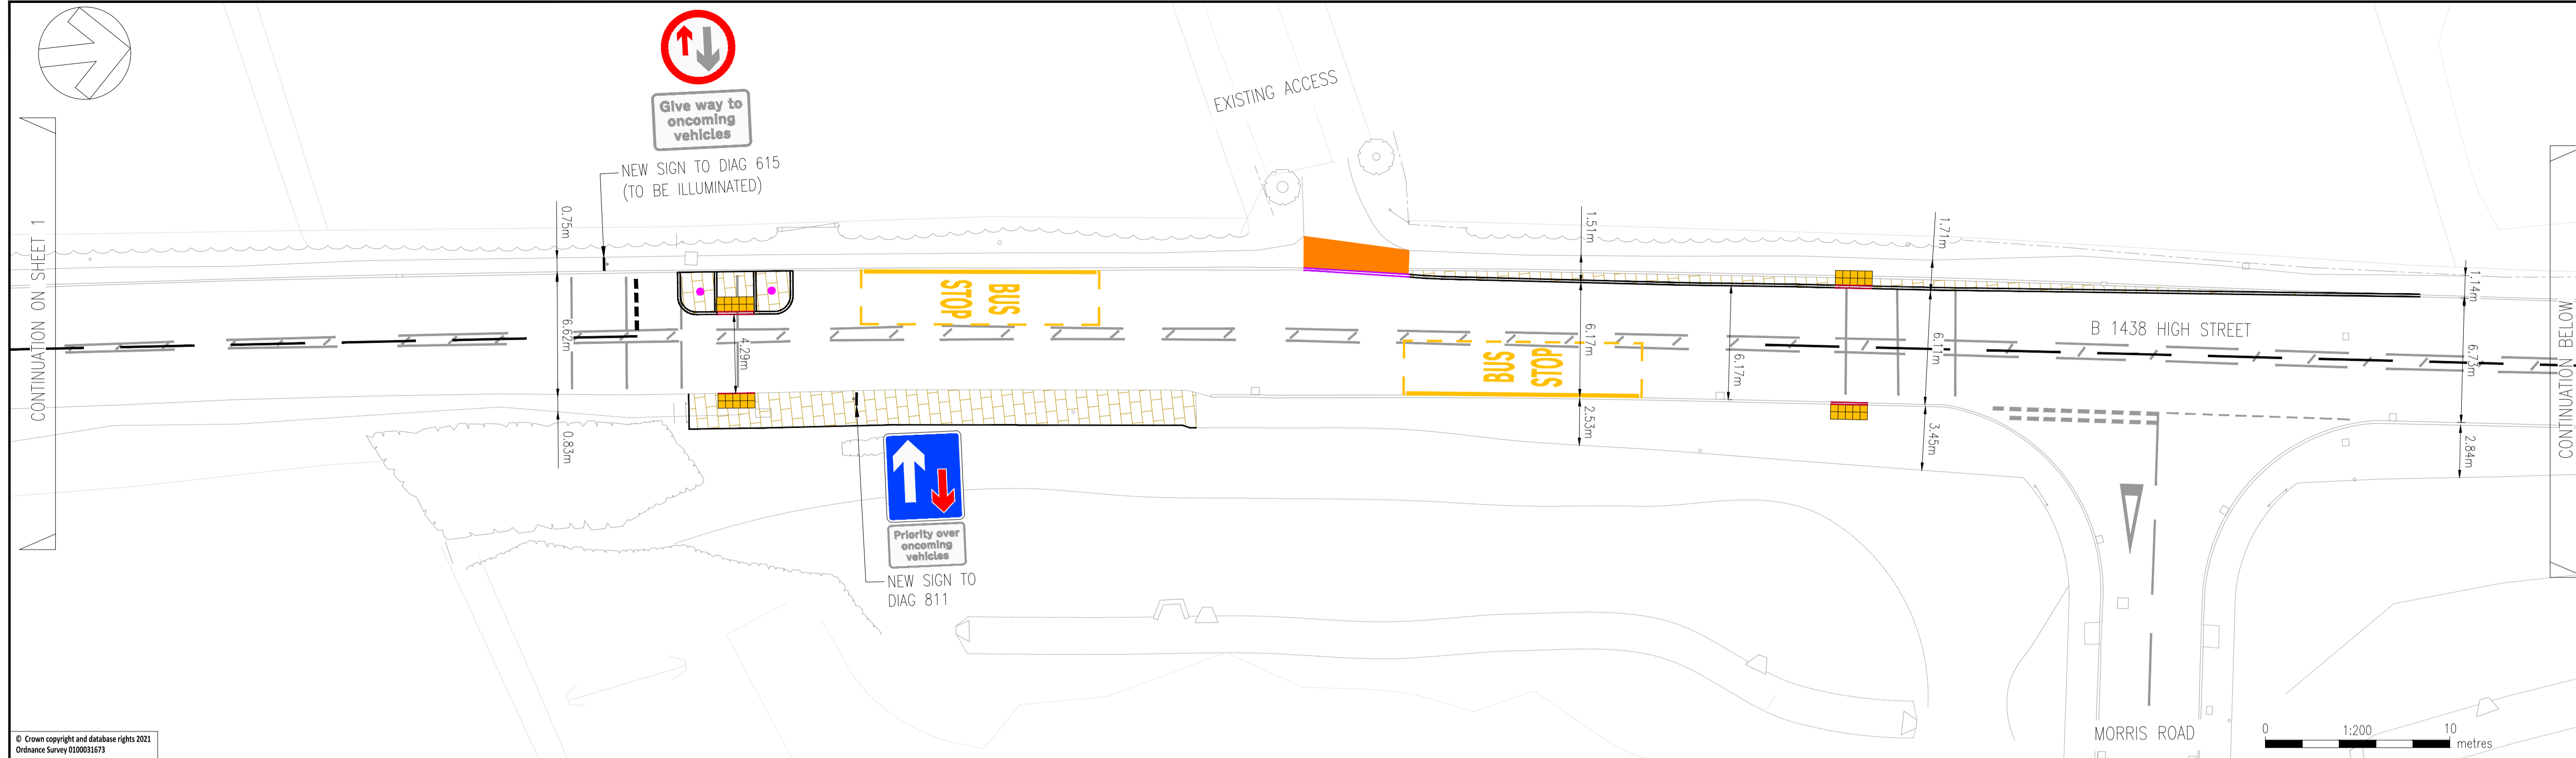 CONTINUATION ON SHEET 1
Give way to
oncoming
vehicles
NEW SIGN TO DIAG 615
(TO BE ILLUMINATED)
EXISTING ACCESS
0.75m
6.62m
0.83m
4.29m
BUS
STOP
1.51m
6.17m
2.53m
BUS
STOP
6.17m
1.71m
6.11m
3.45m
B 1438 HIGH STREET
1.14m
6.73m
2.84m
CONTINUATION BELOW
Priority over
oncoming
vehicles
NEW SIGN TO
DIAG 811
MORRIS ROAD
0 1:200 10
metres
© Crown copyright and database rights 2021
Ordnance Survey 0100031673